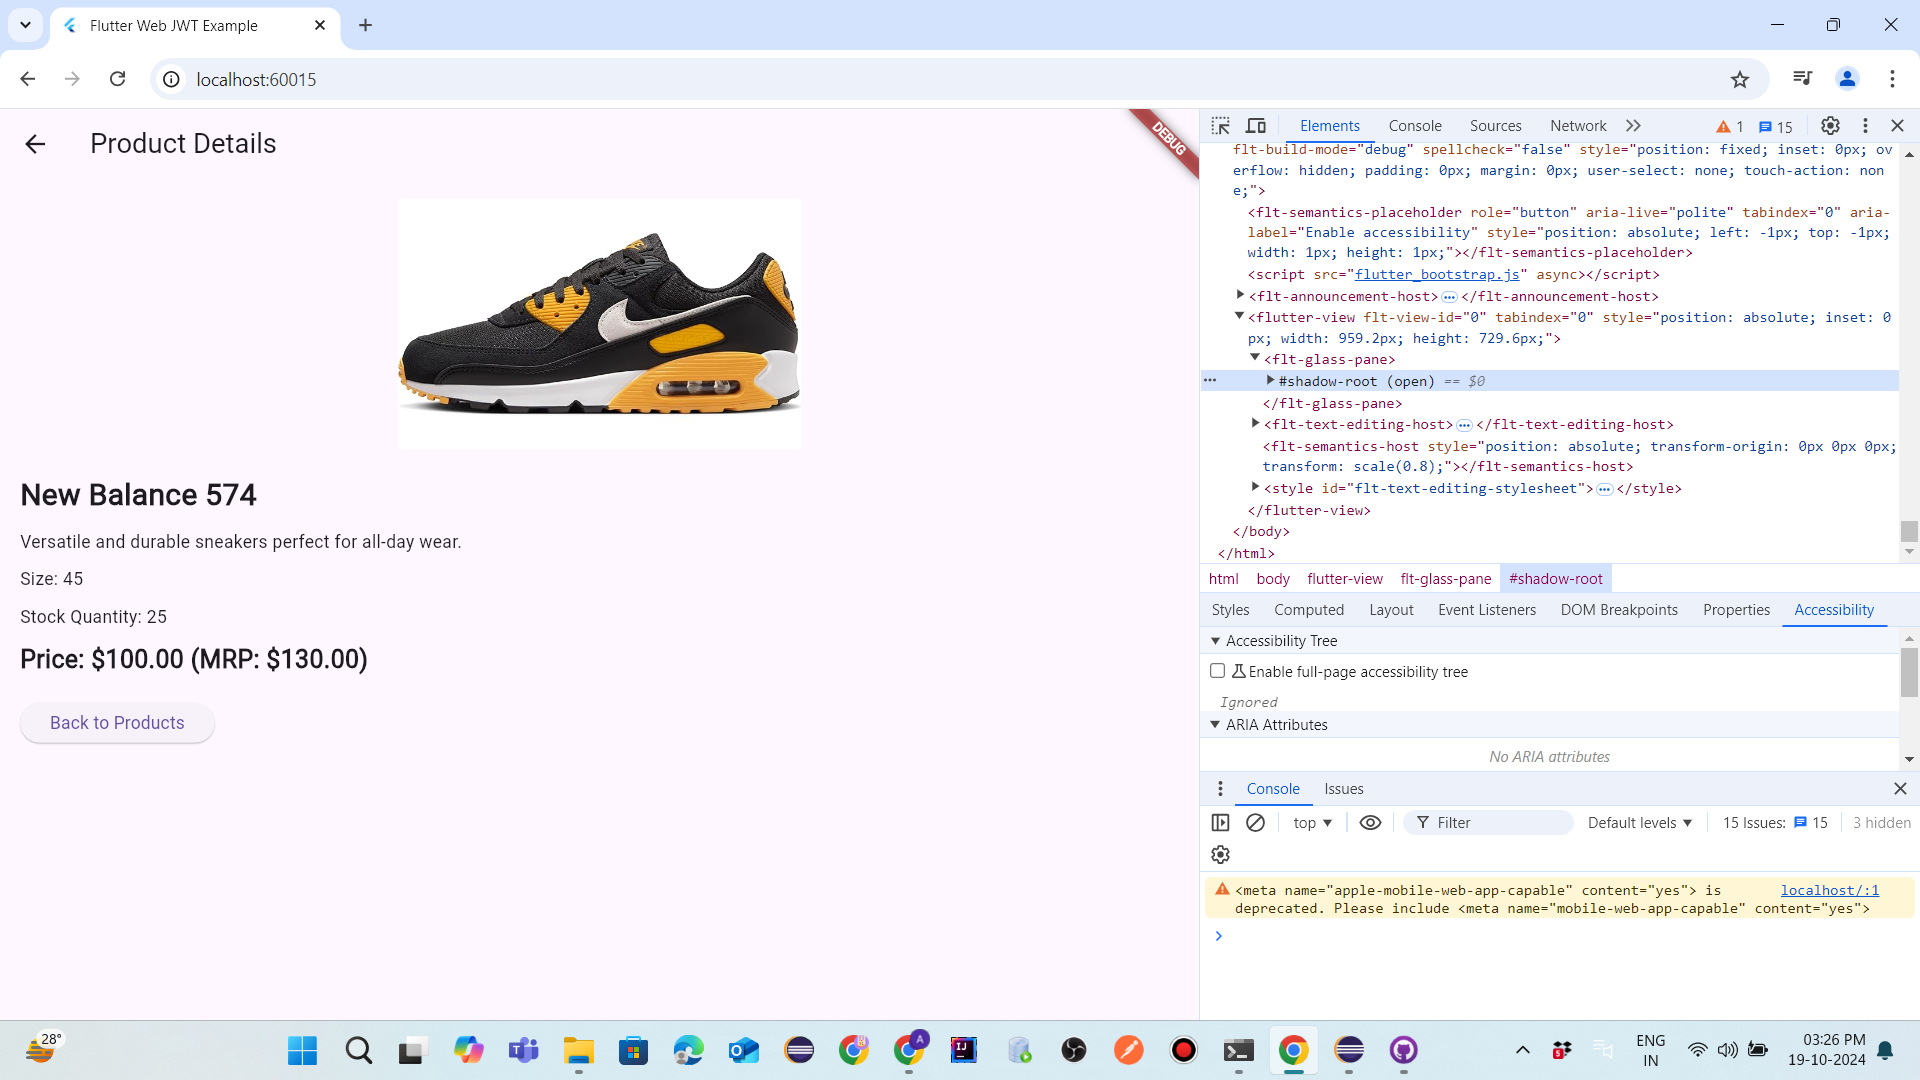 Flutter Web JWT Example
localhost:60015
Product Details
DEBUG
New Balance 574
Versatile and durable sneakers perfect for all-day wear.
Size: 45
Stock Quantity: 25
Price: $100.00 (MRP: $130.00)
Back to Products
Elements Console Sources Network 1 15
flt-build-mode="debug" spellcheck="false" style="position: fixed; inset: 0px; ov
erflow: hidden; padding: 0px; margin: 0px; user-select: none; touch-action: non
e;">
<flt-semantics-placeholder role="button" aria-live="polite" tabindex="0" aria-
label="Enable accessibility" style="position: absolute; left: -1px; top: -1px;
width: 1px; height: 1px;"></flt-semantics-placeholder>
<script src="flutter_bootstrap.js" async></script>
<flt-announcement-host>…</flt-announcement-host>
<flutter-view flt-view-id="0" tabindex="0" style="position: absolute; inset: 0
px; width: 959.2px; height: 729.6px;">
<flt-glass-pane>
#shadow-root (open) == $0
</flt-glass-pane>
<flt-text-editing-host>…</flt-text-editing-host>
<flt-semantics-host style="position: absolute; transform-origin: 0px 0px 0px;
transform: scale(0.8);"></flt-semantics-host>
<style id="flt-text-editing-stylesheet">…</style>
</flutter-view>
</body>
</html>
html body flutter-view flt-glass-pane #shadow-root
Styles Computed Layout Event Listeners DOM Breakpoints Properties Accessibility
Accessibility Tree
Enable full-page accessibility tree
Ignored
ARIA Attributes
No ARIA attributes
Console Issues
top Filter Default levels 15 Issues: 15 3 hidden
<meta name="apple-mobile-web-app-capable" content="yes"> is localhost/:1
deprecated. Please include <meta name="mobile-web-app-capable" content="yes">
28°
A
IJ
5
ENG
IN
03:26 PM
19-10-2024